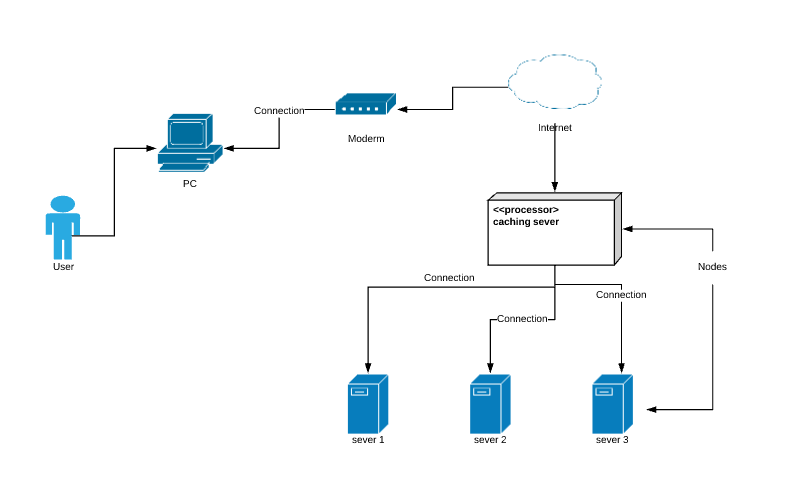 Connection
Moderm
Internet
PC
<<processor>
caching sever
User
Nodes
Connection
Connection
Connection
sever 1
sever 2
sever 3